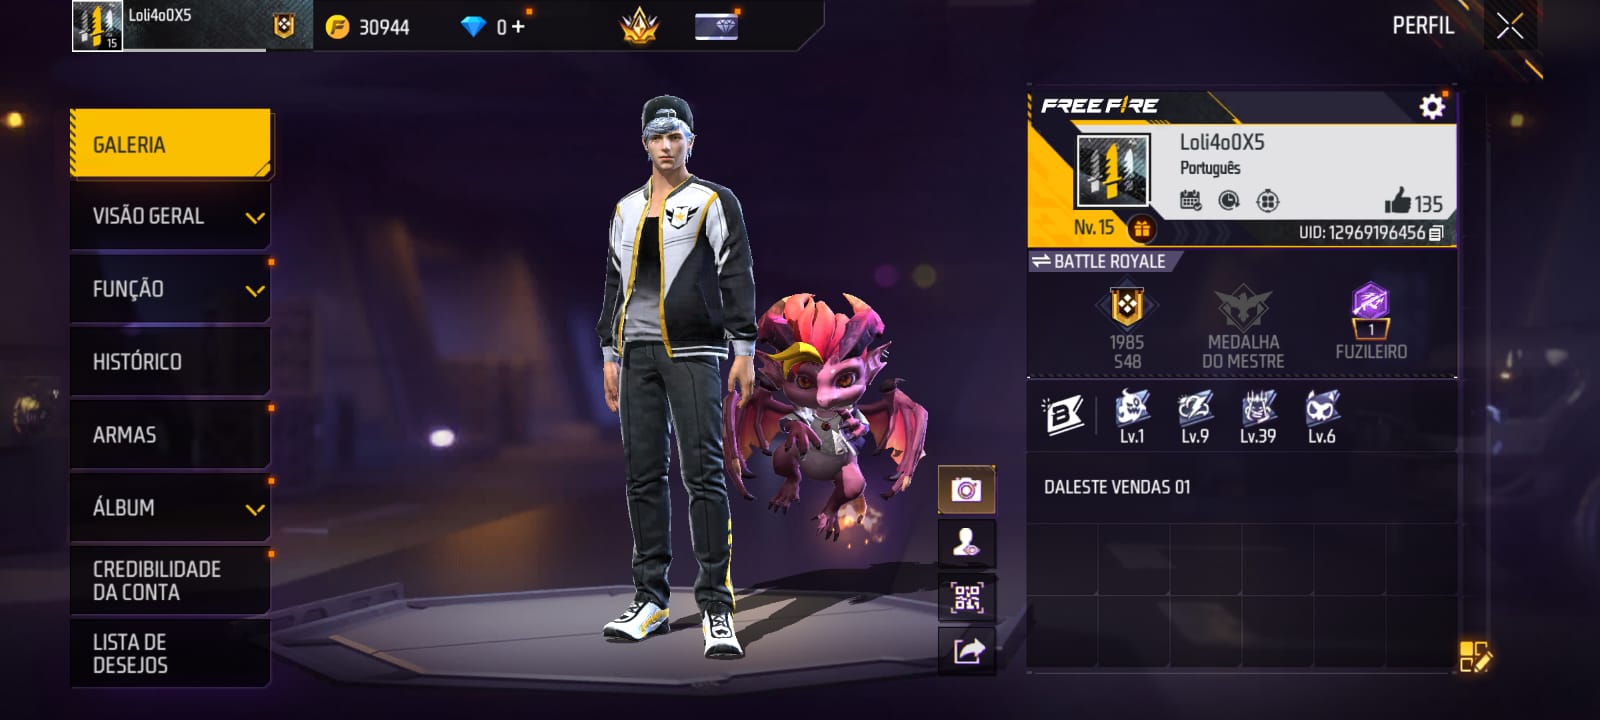 Loli4o0X5
15
30944
0 +
PERFIL
GALERIA
VISÃO GERAL
FUNÇÃO
HISTÓRICO
ARMAS
ÁLBUM
CREDIBILIDADE
DA CONTA
LISTA DE
DESEJOS
FREE FIRE
Loli4o0X5
Português
135
Nv. 15
UID: 12969196456
BATTLE ROYALE
1985
S48
MEDALHA
DO MESTRE
1
FUZILEIRO
B
Lv.1
Lv.9
Lv.39
Lv.6
DALESTE VENDAS 01